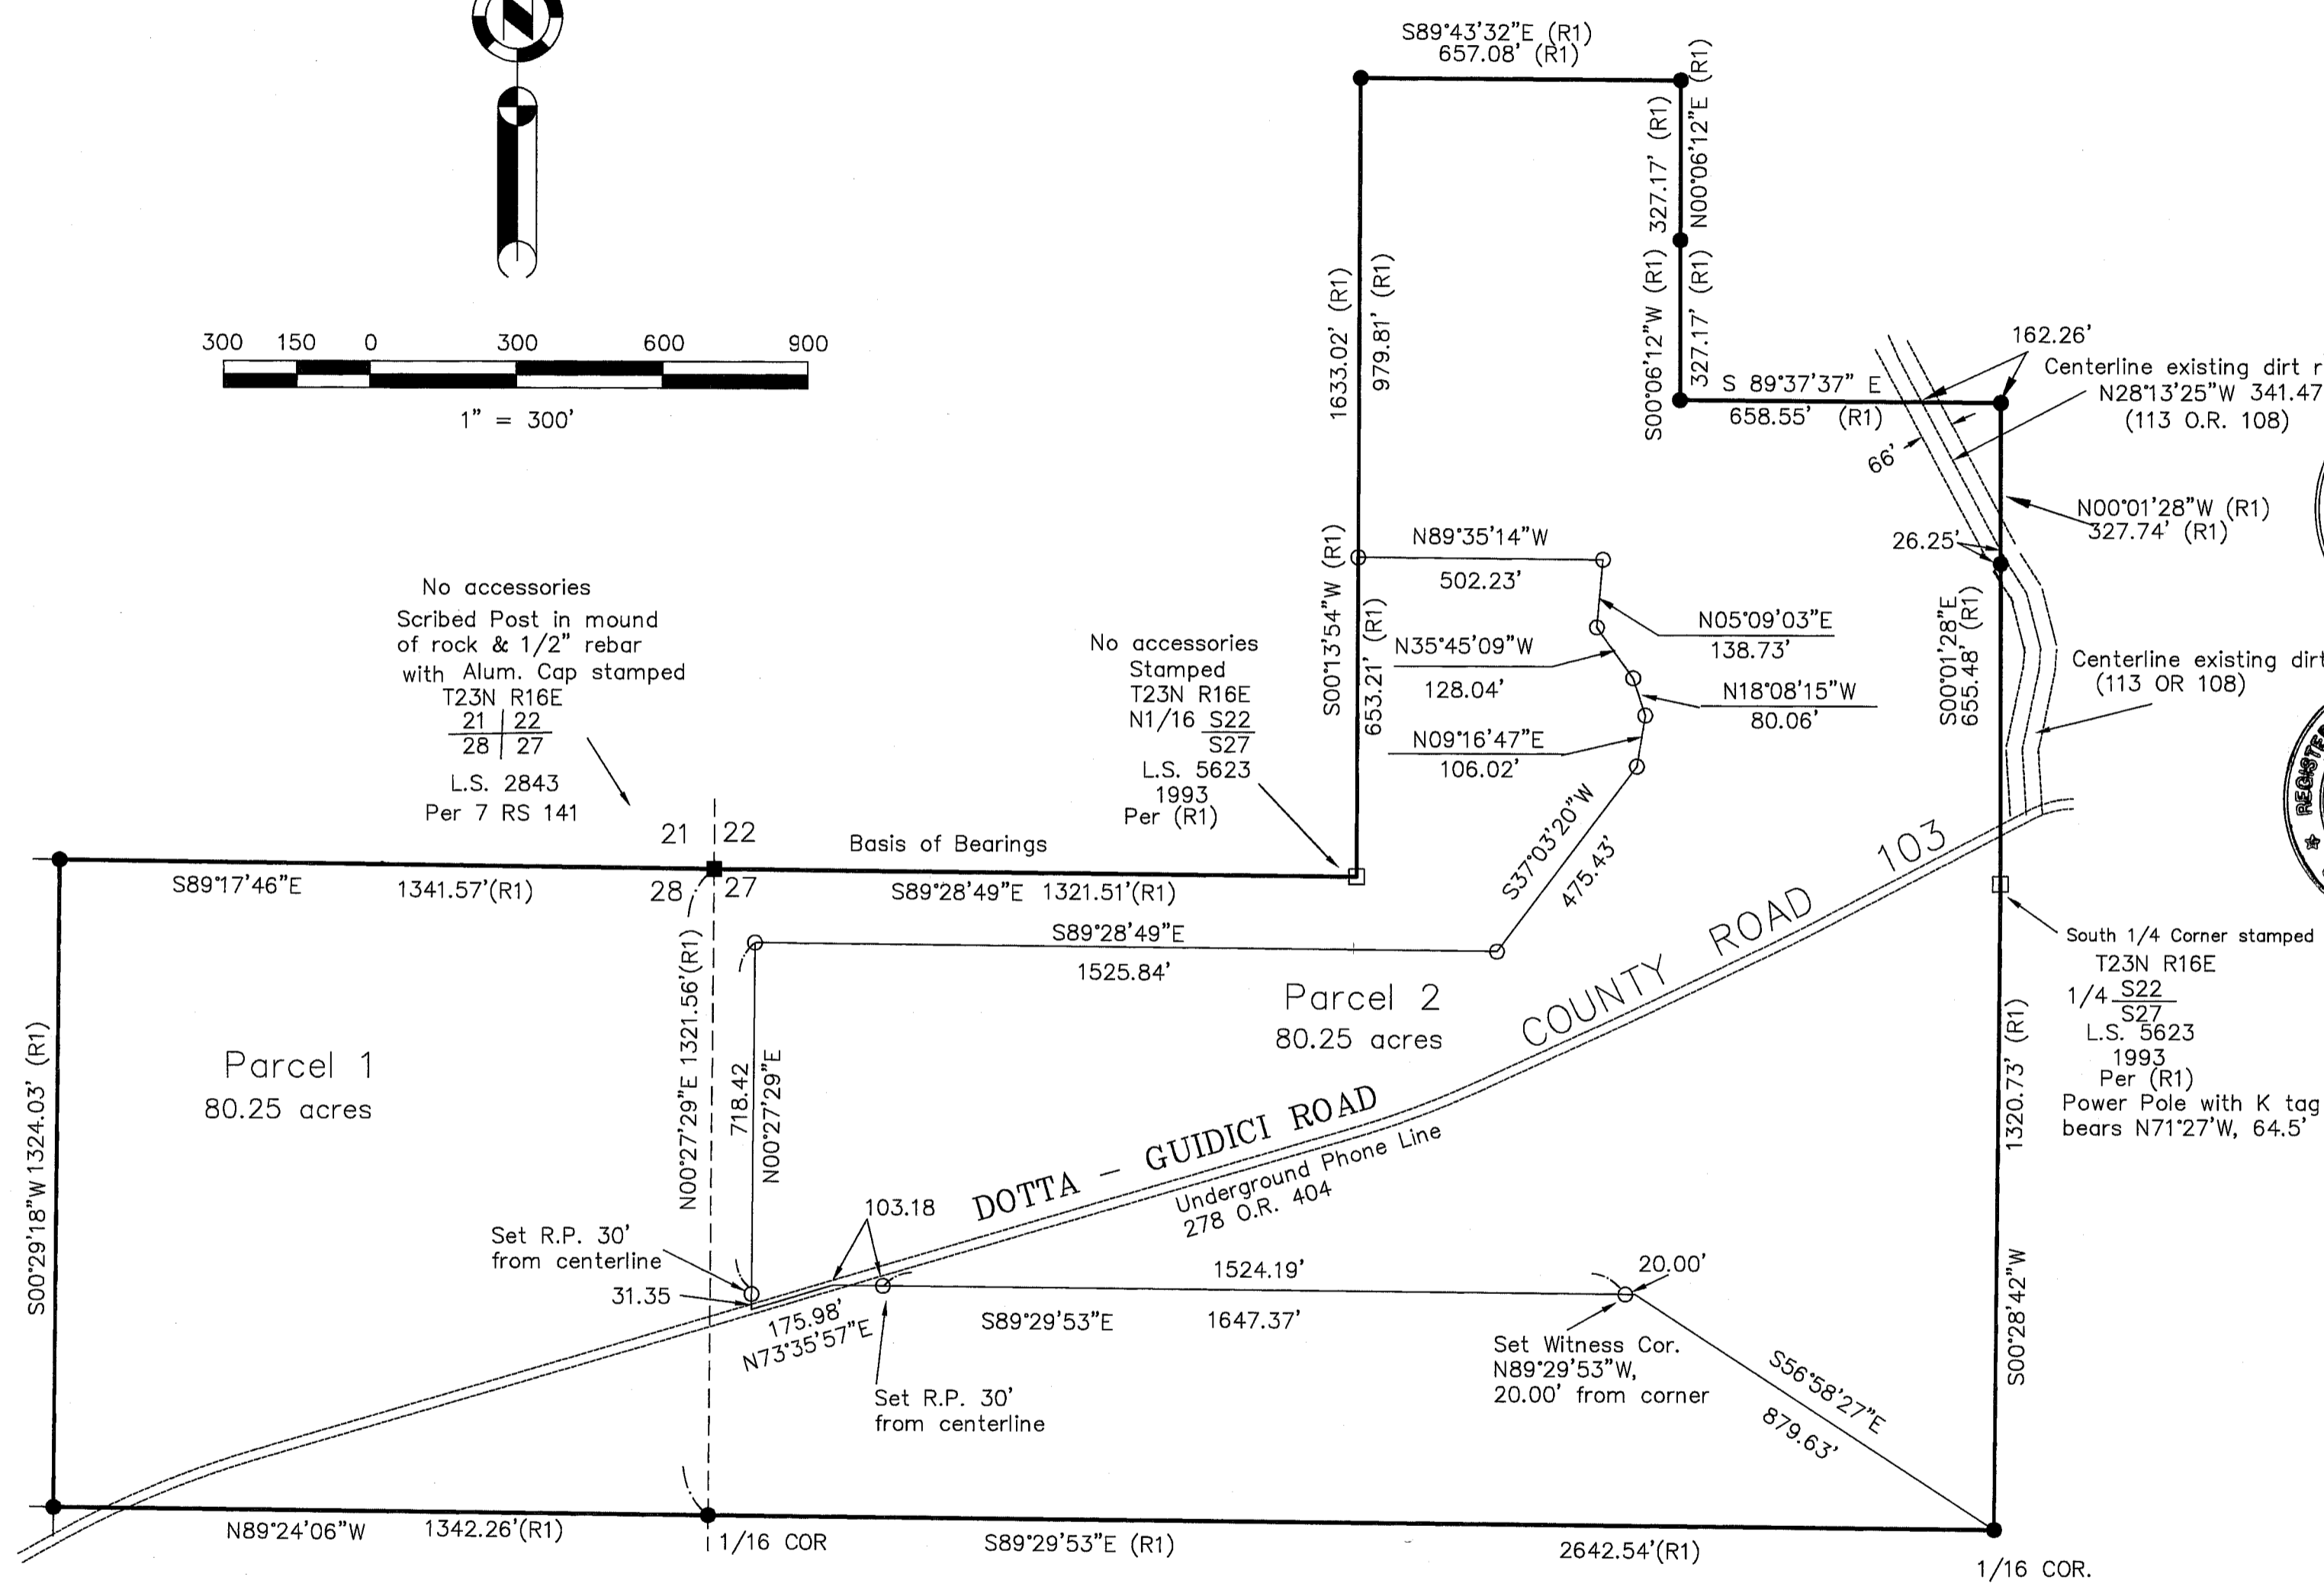 N
300 150 0 300 600 900
1" = 300'
S89°43'32"E (R1)
657.08' (R1)
327.17' (R1)
N00°06'12"E (R1)
S00°06'12"W (R1)
327.17' (R1)
1633.02' (R1)
979.81' (R1)
S 89°37'37" E
658.55' (R1)
162.26'
Centerline existing dirt r
N28°13'25"W 341.47
(113 O.R. 108)
66'
N00°01'28"W (R1)
327.74' (R1)
26.25'
N89°35'14"W
502.23'
S00°13'54"W (R1)
653.21' (R1)
N05°09'03"E
138.73'
N35°45'09"W
128.04'
N18°08'15"W
80.06'
N09°16'47"E
106.02'
S37°03'20"W
475.43'
S00°01'28"E
655.48' (R1)
Centerline existing dirt
(113 OR 108)
REGISTE
No accessories
Scribed Post in mound
of rock & 1/2" rebar
with Alum. Cap stamped
T23N R16E
21 22
28 27
L.S. 2843
Per 7 RS 141
No accessories
Stamped
T23N R16E
N1/16 S22
S27
L.S. 5623
1993
Per (R1)
21 22
28 27
Basis of Bearings
S89°17'46"E 1341.57'(R1)
S89°28'49"E 1321.51'(R1)
S89°28'49"E
1525.84'
COUNTY ROAD 103
South 1/4 Corner stamped
T23N R16E
1/4 S22
S27
L.S. 5623
1993
Per (R1)
Power Pole with K tag
bears N71°27'W, 64.5'
Parcel 1
80.25 acres
Parcel 2
80.25 acres
S00°29'18"W 1324.03' (R1)
N00°27'29"E 1321.56'(R1)
718.42
N00°27'29"E
1320.73' (R1)
S00°28'42"W
DOTTA - GUIDICI ROAD
Underground Phone Line
278 O.R. 404
103.18
Set R.P. 30'
from centerline
31.35
175.98'
N73°35'57"E
1524.19'
S89°29'53"E 1647.37'
20.00'
Set R.P. 30'
from centerline
Set Witness Cor.
N89°29'53"W,
20.00' from corner
S56°58'27"E
879.63'
N89°24'06"W 1342.26'(R1)
1/16 COR
S89°29'53"E (R1)
2642.54'(R1)
1/16 COR.